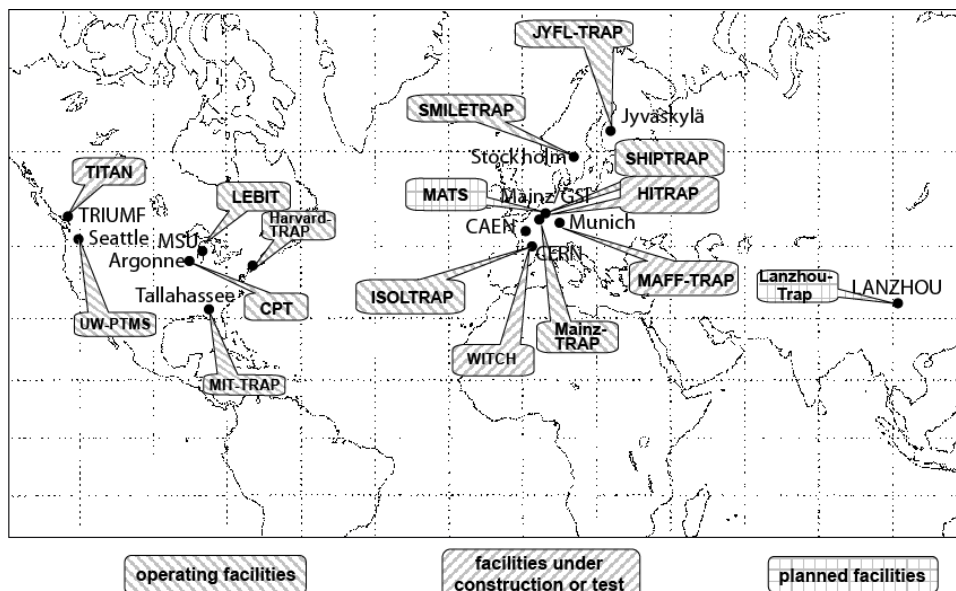 JYFL-TRAP
SMILETRAP
Jyväskylä
Stockholm
SHIPTRAP
TITAN
LEBIT
MATS
Mainz/GSI
HITRAP
TRIUMF
Harvard-
TRAP
Seattle
MSU
CAEN
Munich
Argonne
CERN
MAFF-TRAP
Lanzhou-
Trap
LANZHOU
Tallahassee
CPT
ISOLTRAP
UW-PTMS
Mainz-
TRAP
WITCH
MIT-TRAP
operating facilities
facilities under
construction or test
planned facilities